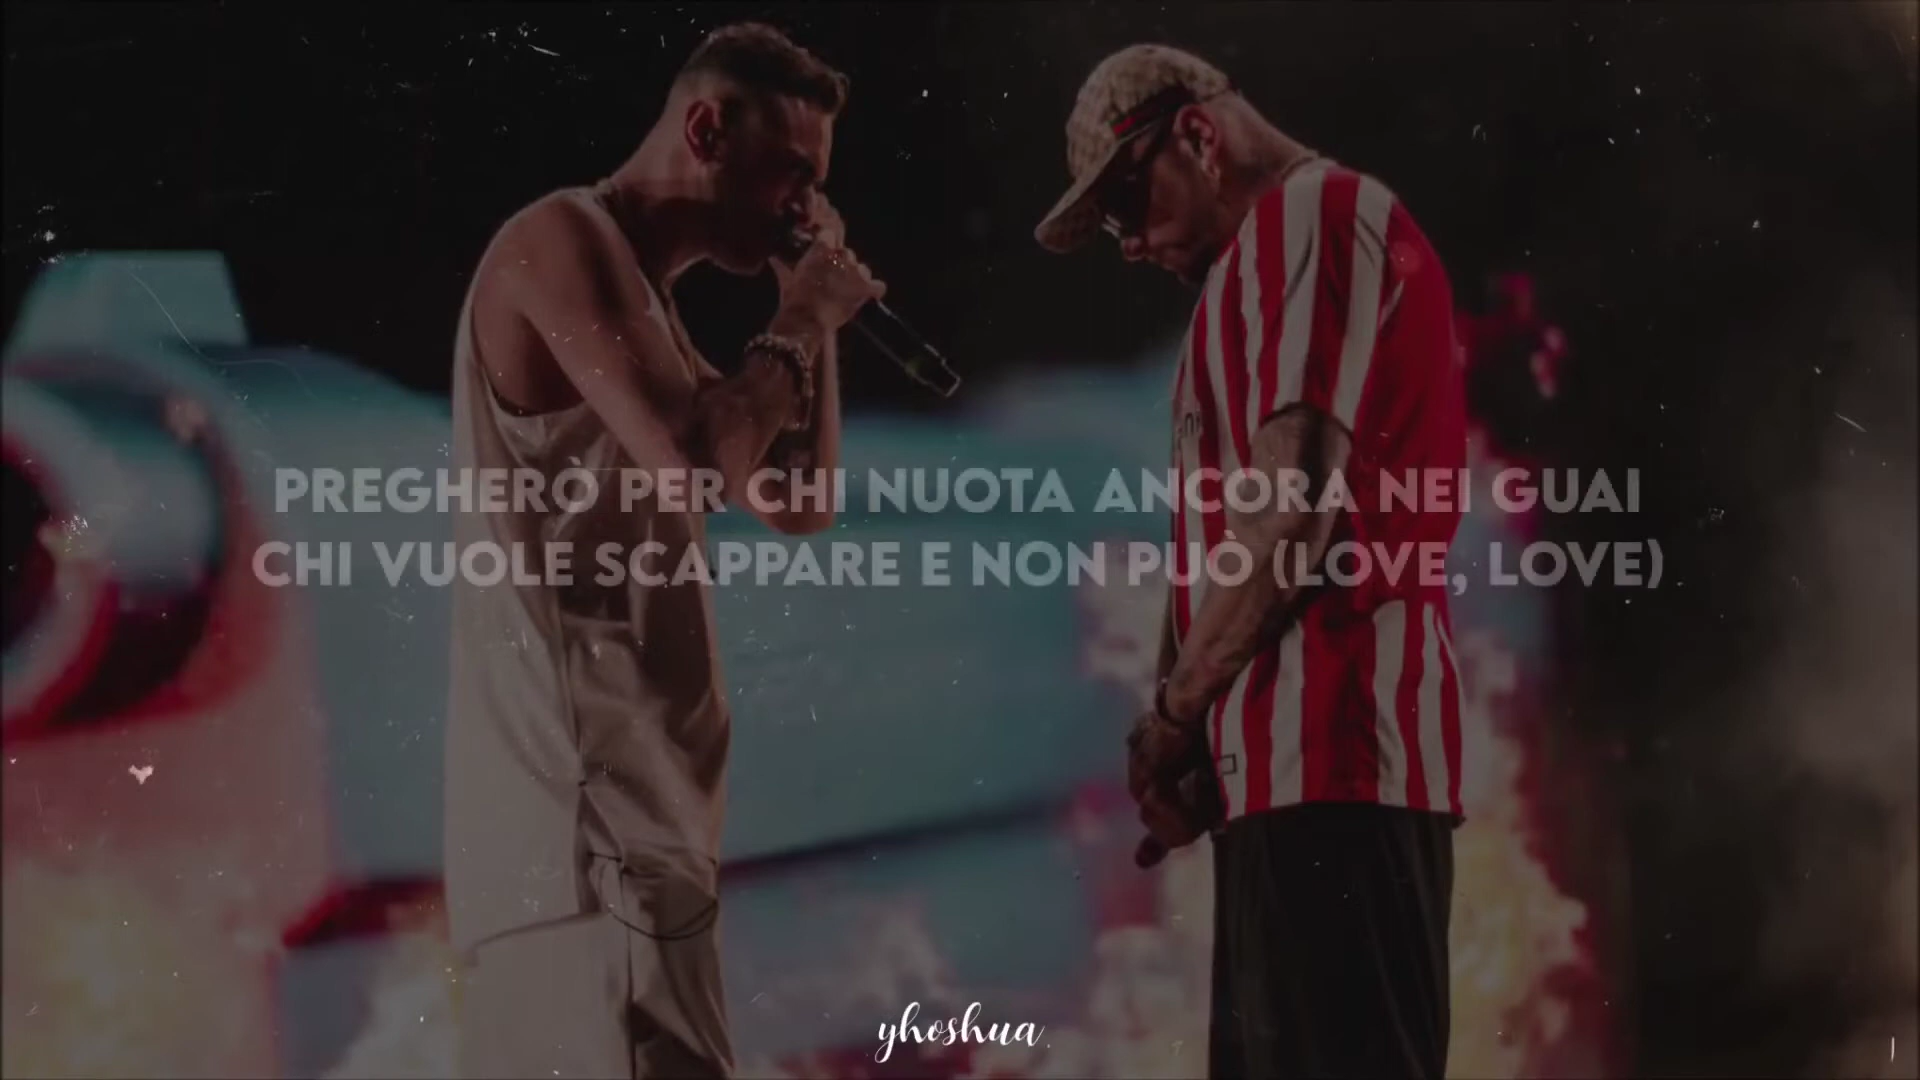 PREGHERÒ PER CHI NUOTA ANCORA NEI GUAI
CHI VUOLE SCAPPARE E NON PUÒ (LOVE, LOVE)
yhoshua